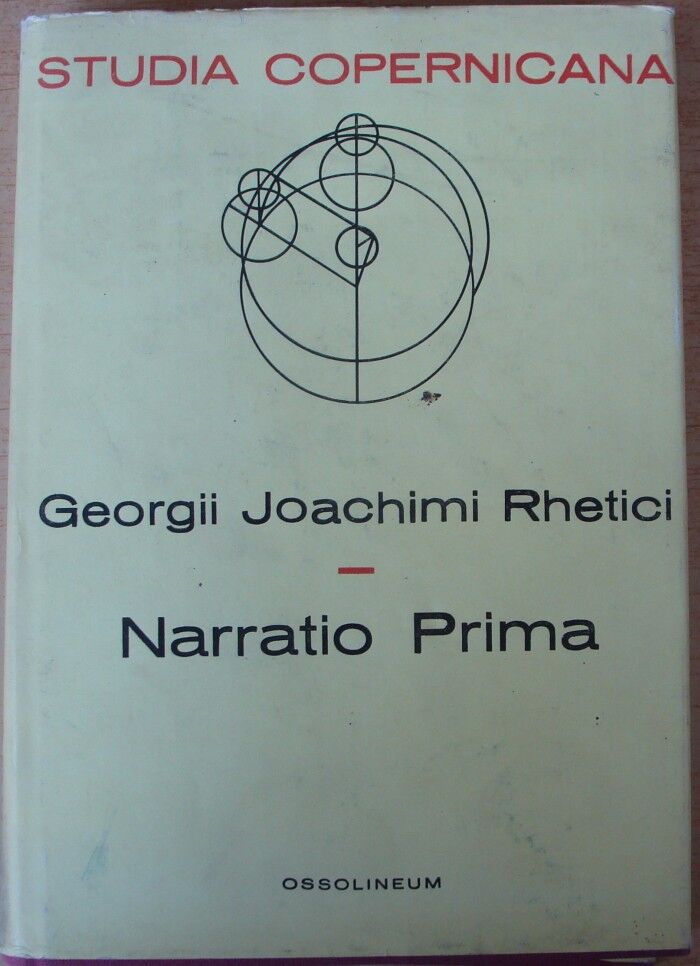 STUDIA COPERNICANA
Georgii Joachimi Rhetici
Narratio Prima
OSSOLINEUM